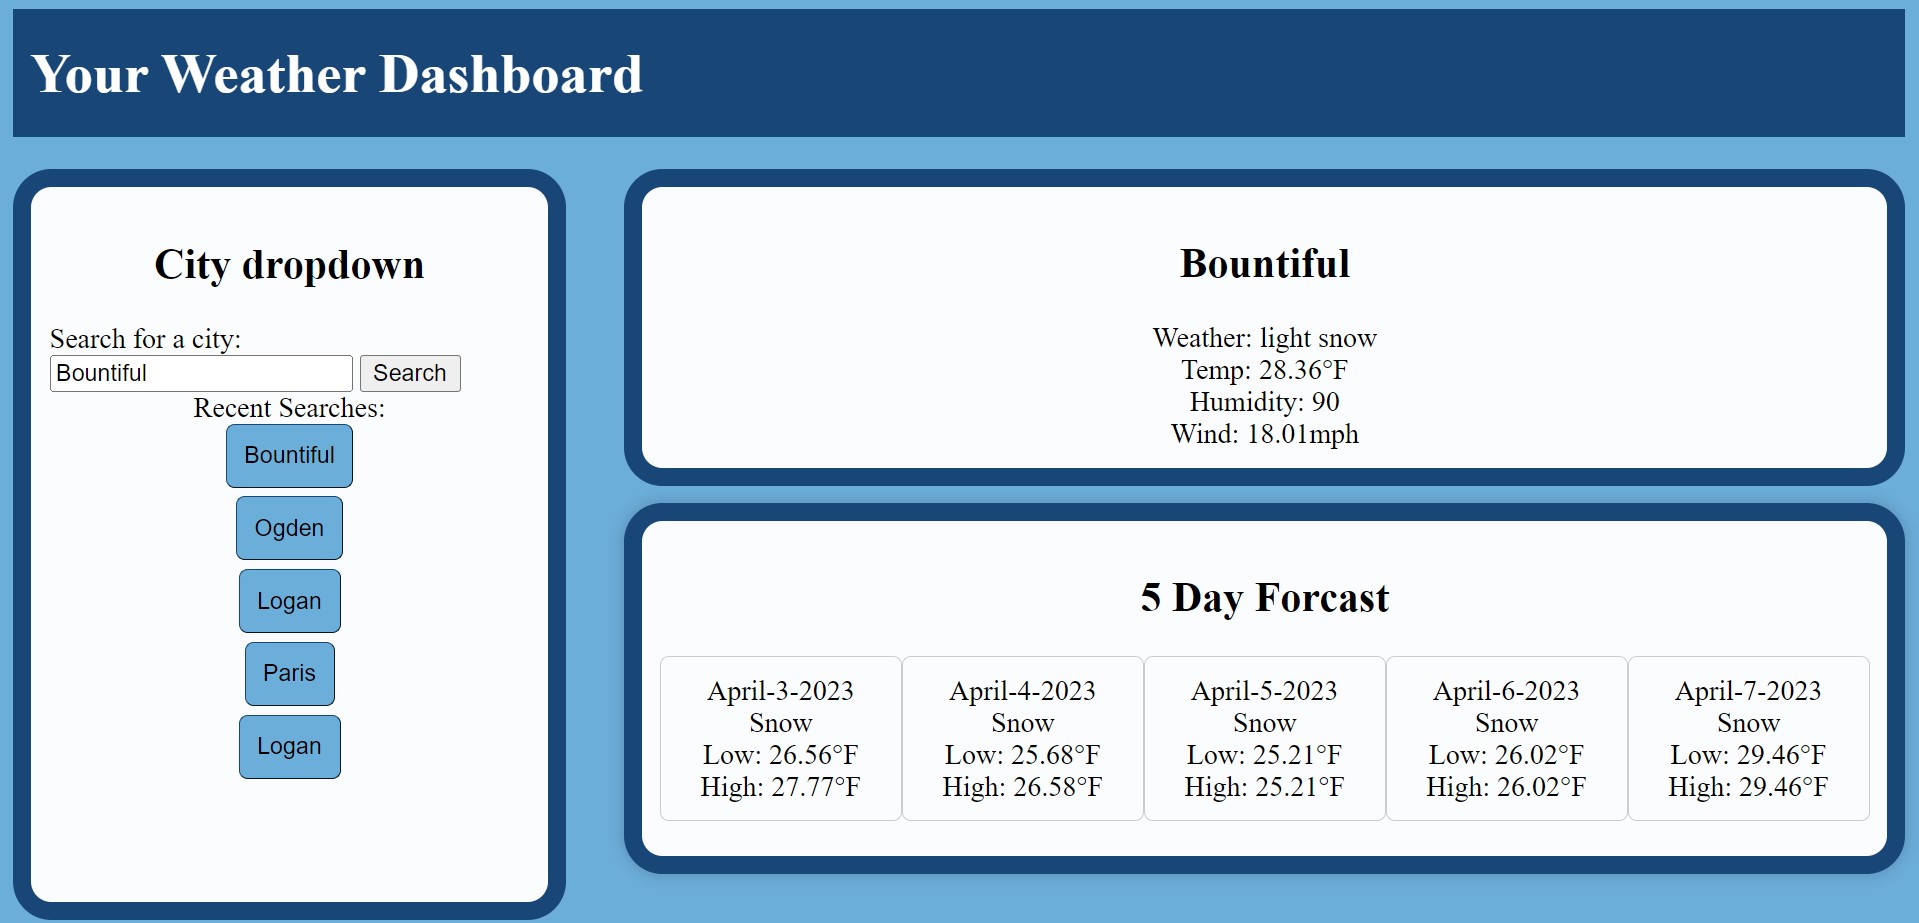 Your Weather Dashboard
City dropdown
Search for a city:
Bountiful Search
Recent Searches:
Bountiful
Ogden
Logan
Paris
Logan
Bountiful
Weather: light snow
Temp: 28.36°F
Humidity: 90
Wind: 18.01mph
5 Day Forcast
April-3-2023
Snow
Low: 26.56°F
High: 27.77°F
April-4-2023
Snow
Low: 25.68°F
High: 26.58°F
April-5-2023
Snow
Low: 25.21°F
High: 25.21°F
April-6-2023
Snow
Low: 26.02°F
High: 26.02°F
April-7-2023
Snow
Low: 29.46°F
High: 29.46°F